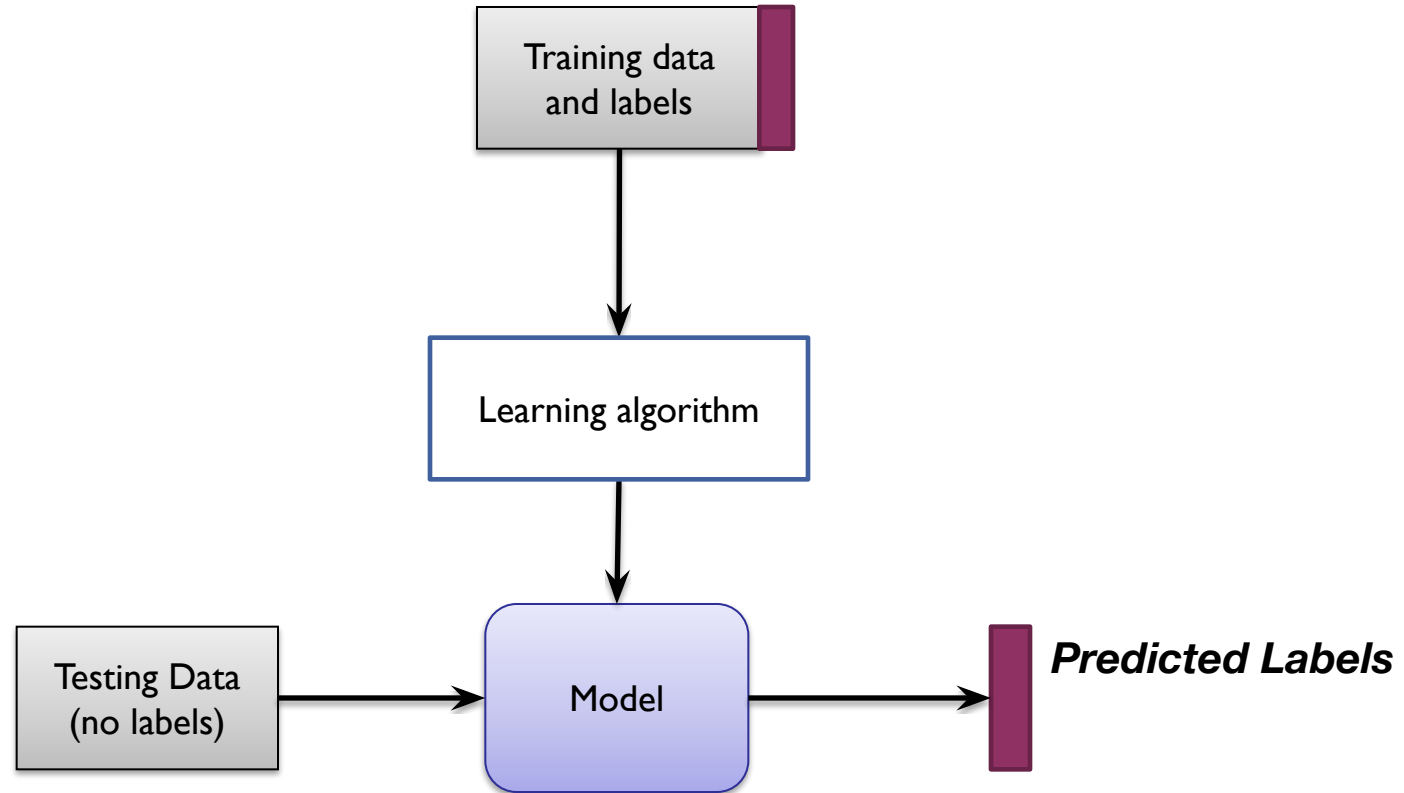 Training data
and labels
Learning algorithm
Testing Data
(no labels)
Model
Predicted Labels